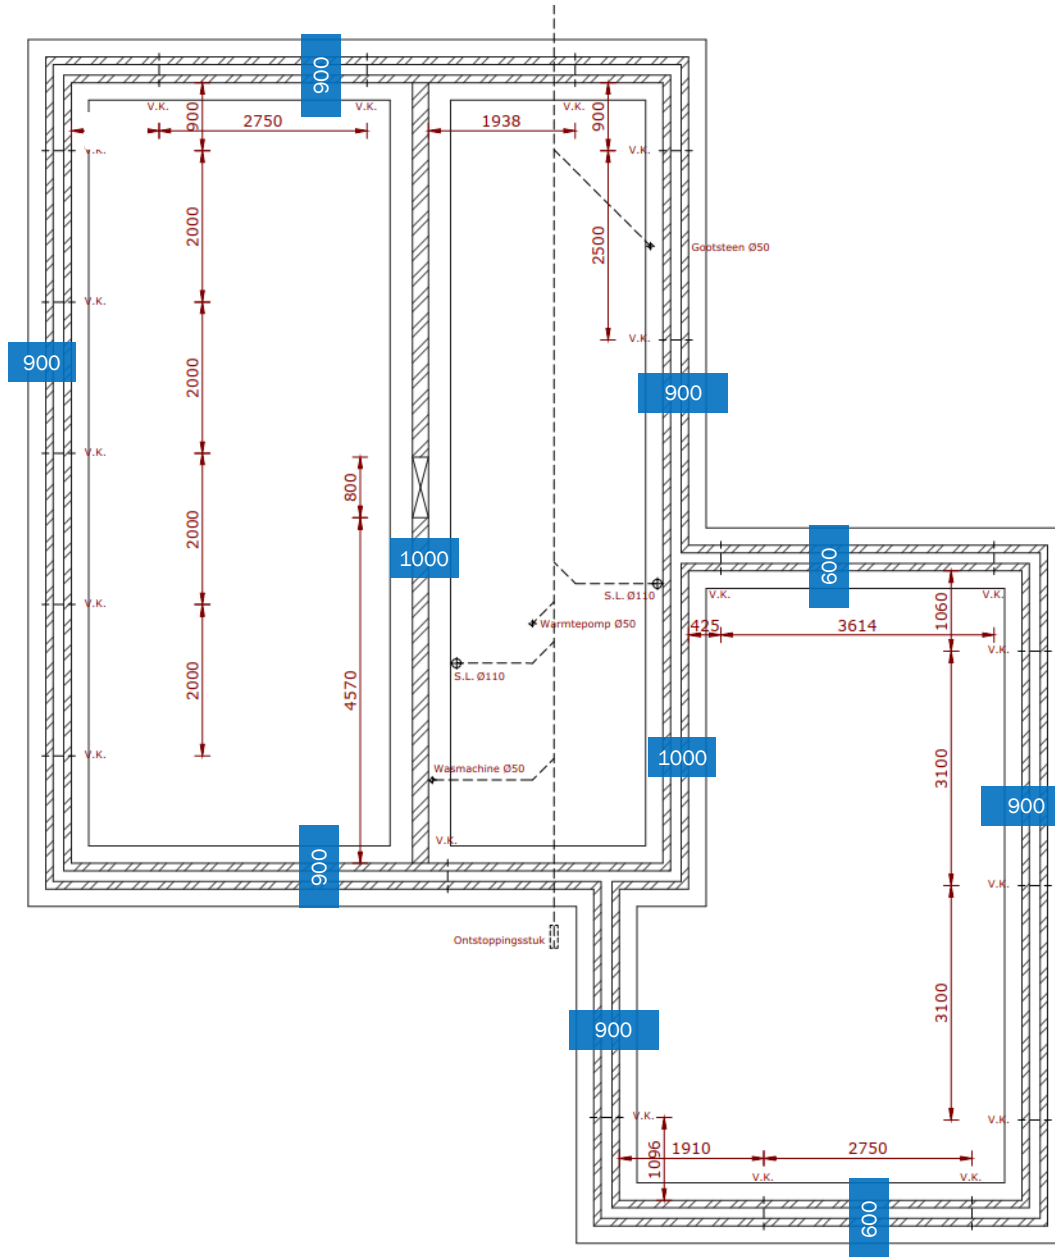 900
V.K.
V.K.
V.K.
900
2750
1938
900
V.K.
2000
2500
Gootsteen Ø50
V.K.
V.K.
900
2000
900
V.K.
800
2000
1000
600
S.L. Ø110
V.K.
V.K.
V.K.
1060
Warmtepomp Ø50
425
3614
V.K.
2000
S.L. Ø110
4570
V.K.
1000
3100
Wasmachine Ø50
900
V.K.
900
V.K.
Ontstoppingsstuk
3100
900
V.K.
V.K.
1096
1910
2750
V.K.
V.K.
600